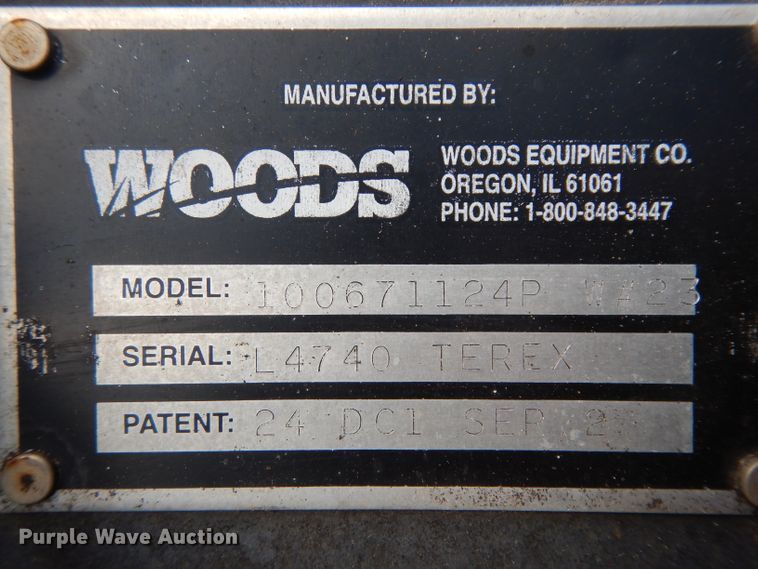 MANUFACTURED BY:
WOODS
WOODS EQUIPMENT CO.
OREGON, IL 61061
PHONE: 1-800-848-3447
MODEL: 100671124P W#23
SERIAL: L4740 TEREX
PATENT: 24 DC1 SER
Purple Wave Auction